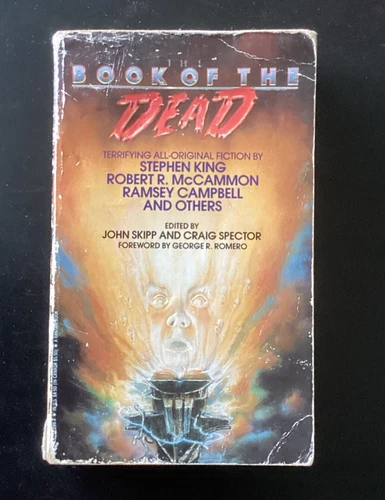 THE
BOOK OF THE
DEAD
TERRIFYING ALL-ORIGINAL FICTION BY
STEPHEN KING
ROBERT R. McCAMMON
RAMSEY CAMPBELL
AND OTHERS
EDITED BY
JOHN SKIPP AND CRAIG SPECTOR
FOREWORD BY GEORGE R. ROMERO